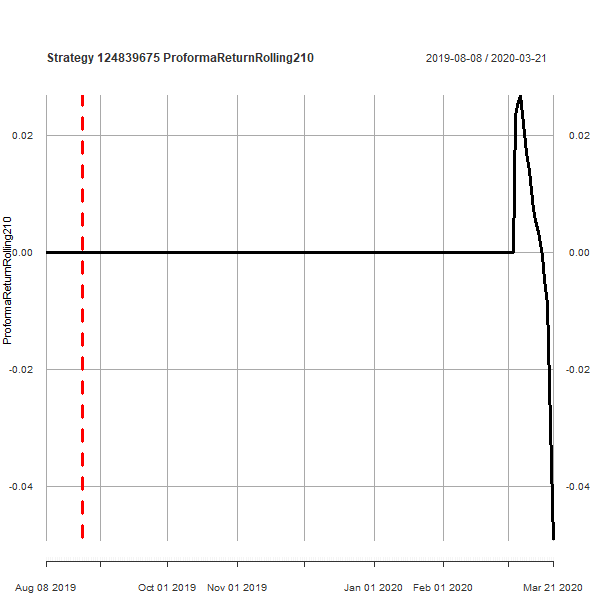 Strategy 124839675 ProformaReturnRolling210
2019-08-08 / 2020-03-21
ProformaReturnRolling210
0.02
0.00
-0.02
-0.04
0.02
0.00
-0.02
-0.04
Aug 08 2019
Oct 01 2019
Nov 01 2019
Jan 01 2020
Feb 01 2020
Mar 21 2020